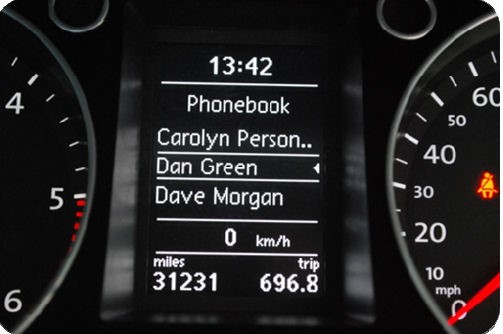 13:42
Phonebook
Carolyn Person..
Dan Green
Dave Morgan
0 km/h
miles trip
31231 696.8
4
5
6
60
50
40
30
20
10
mph
0